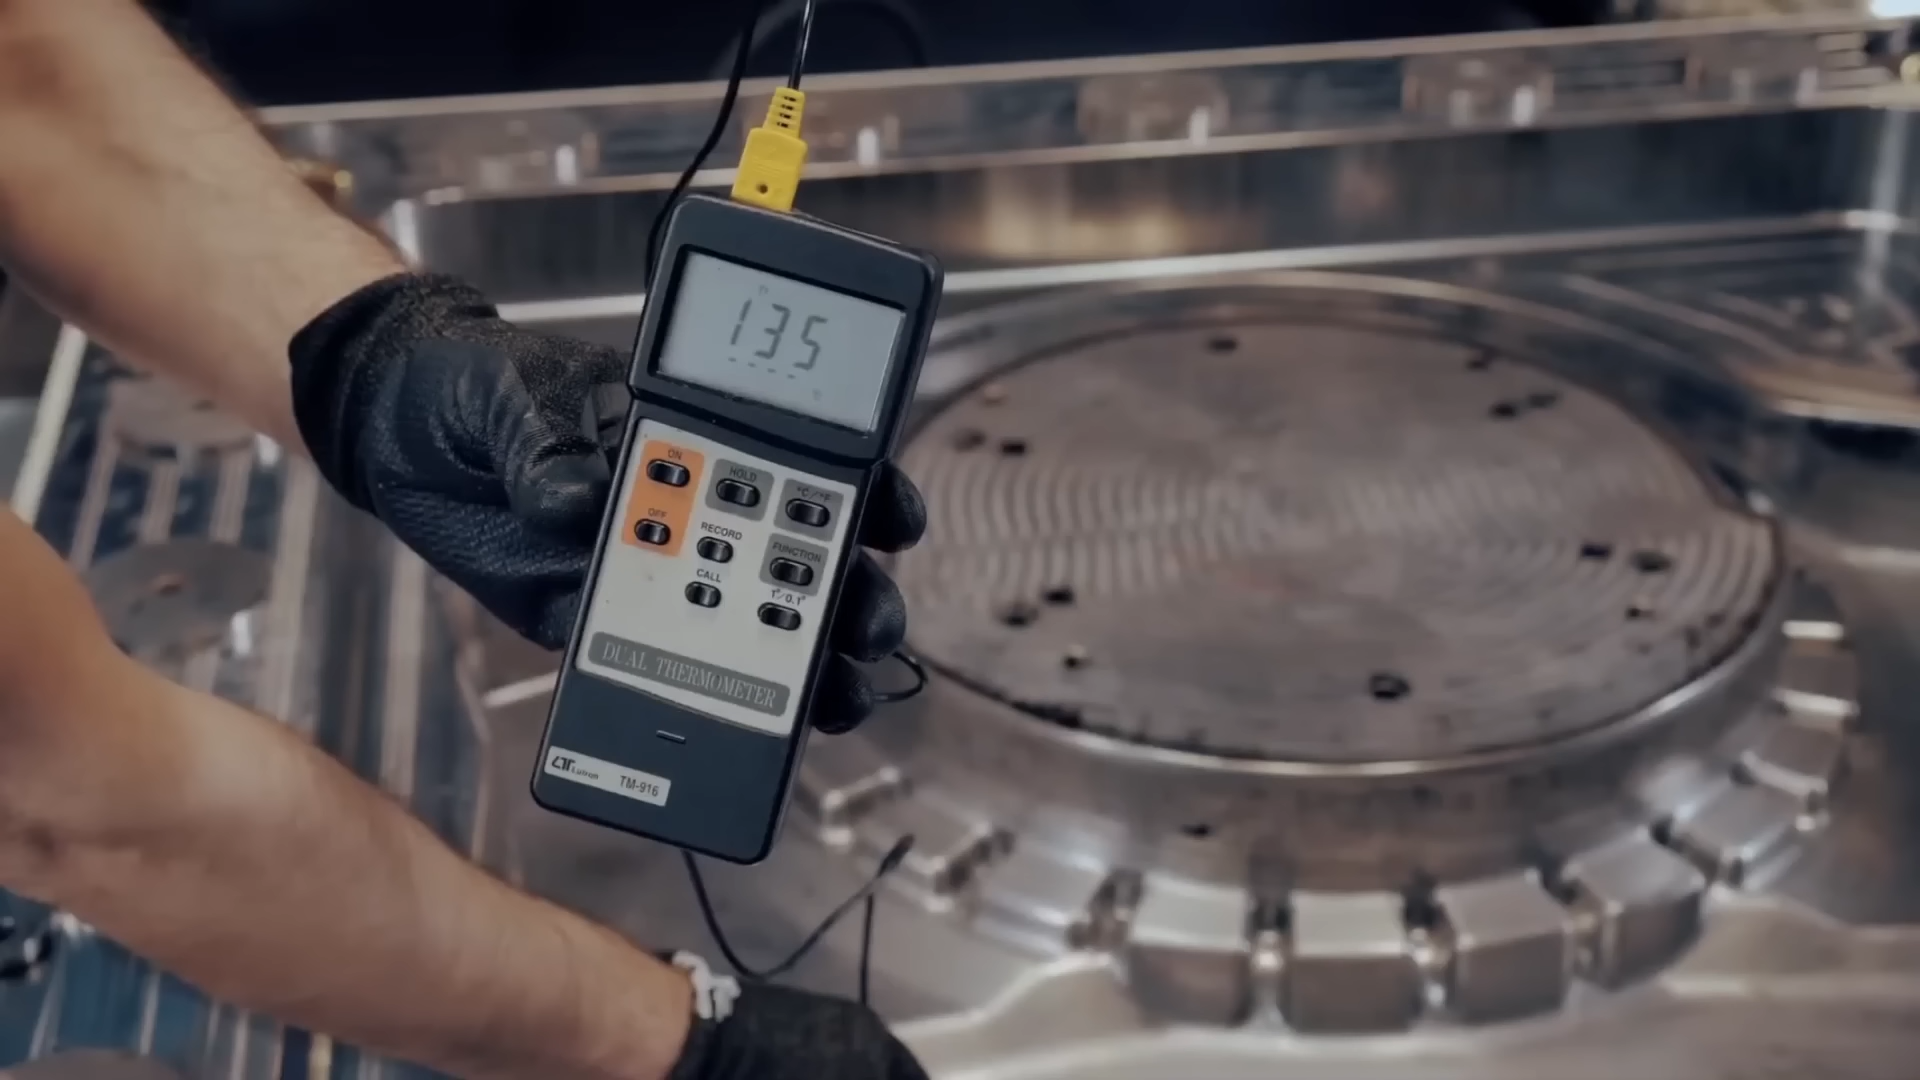 135
ON
HOLD
°C/°F
OFF
RECORD
FUNCTION
CALL
1°/0.1°
DUAL THERMOMETER
Lutron TM-916